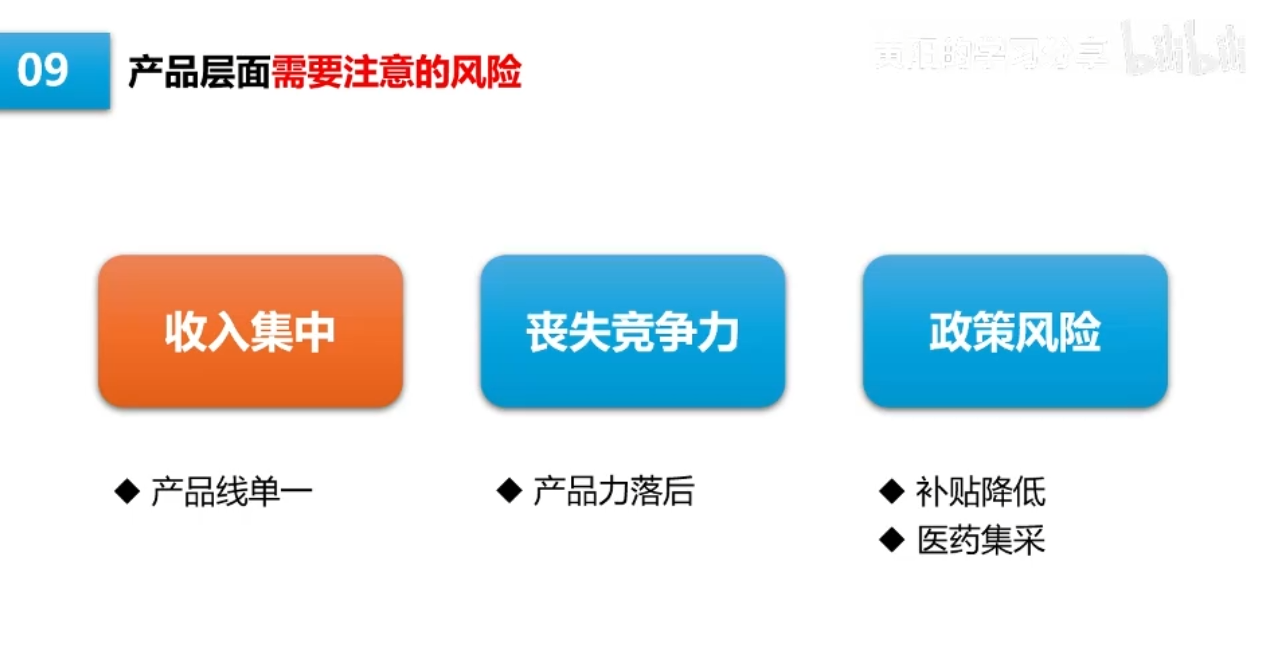 09
产品层面需要注意的风险
bilibili
收入集中
丧失竞争力
政策风险
◆ 产品线单一
◆ 产品力落后
◆ 补贴降低
◆ 医药集采